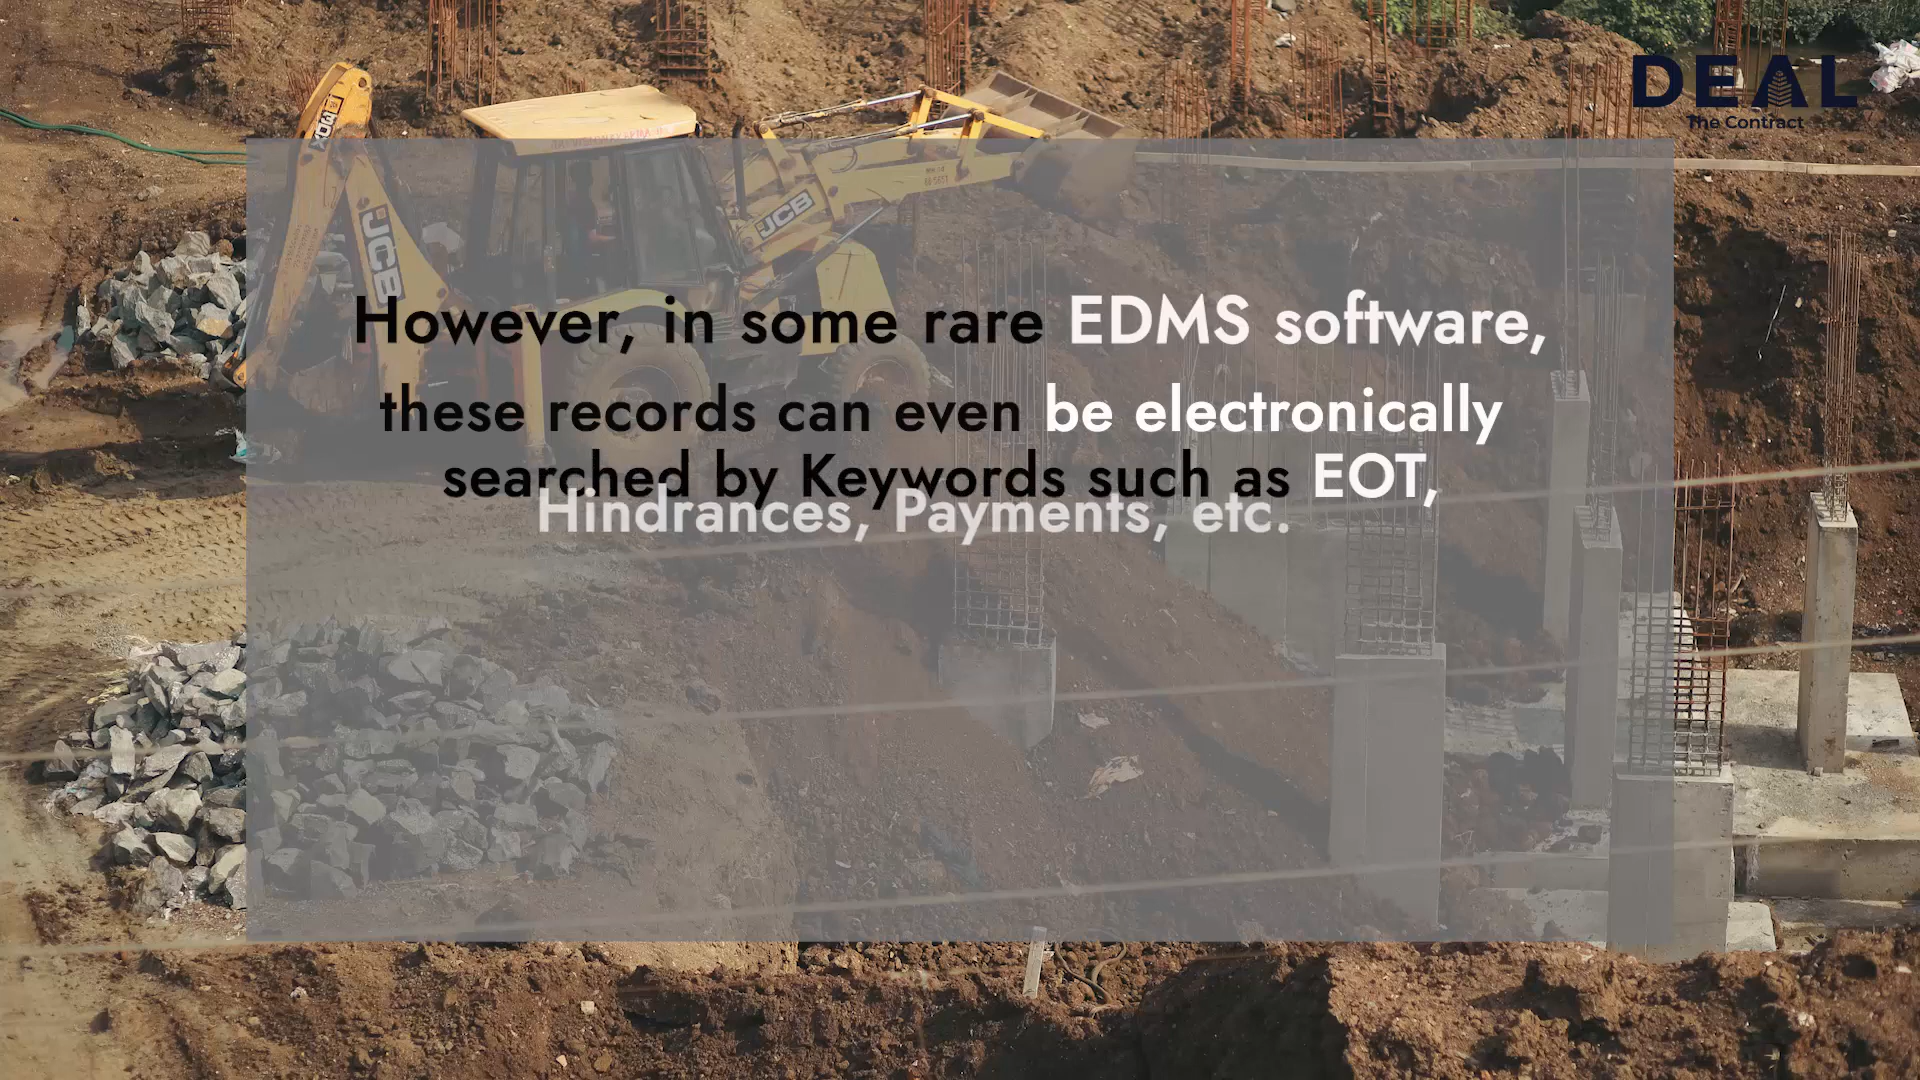 DEAL
The Contract
3DX
JCB
JCB
However, in some rare EDMS software,
these records can even be electronically
searched by Keywords such as EOT,
Hindrances, Payments, etc.